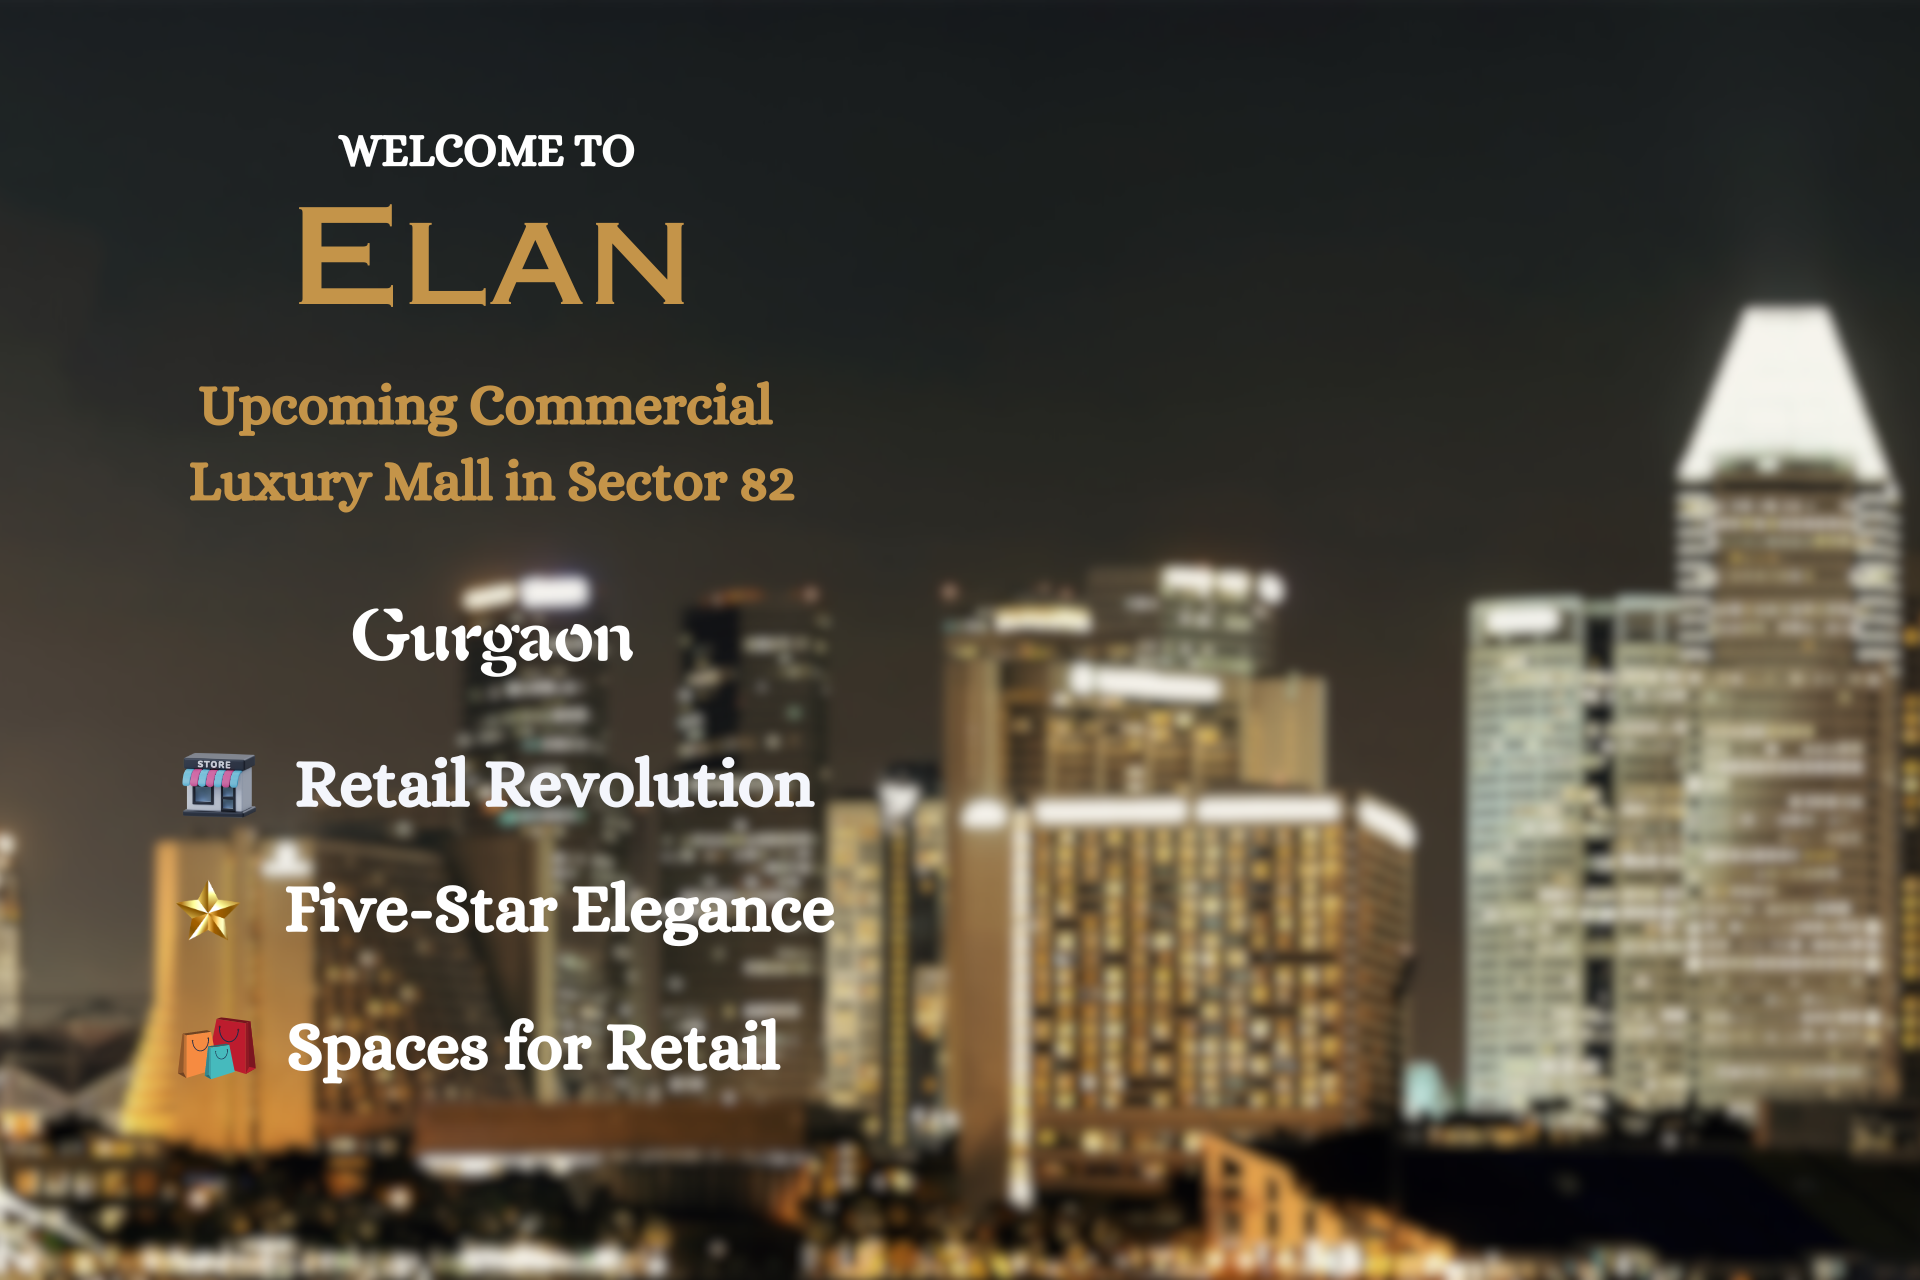 WELCOME TO
ELAN
Upcoming Commercial
Luxury Mall in Sector 82
Gurgaon
STORE
Retail Revolution
Five-Star Elegance
Spaces for Retail